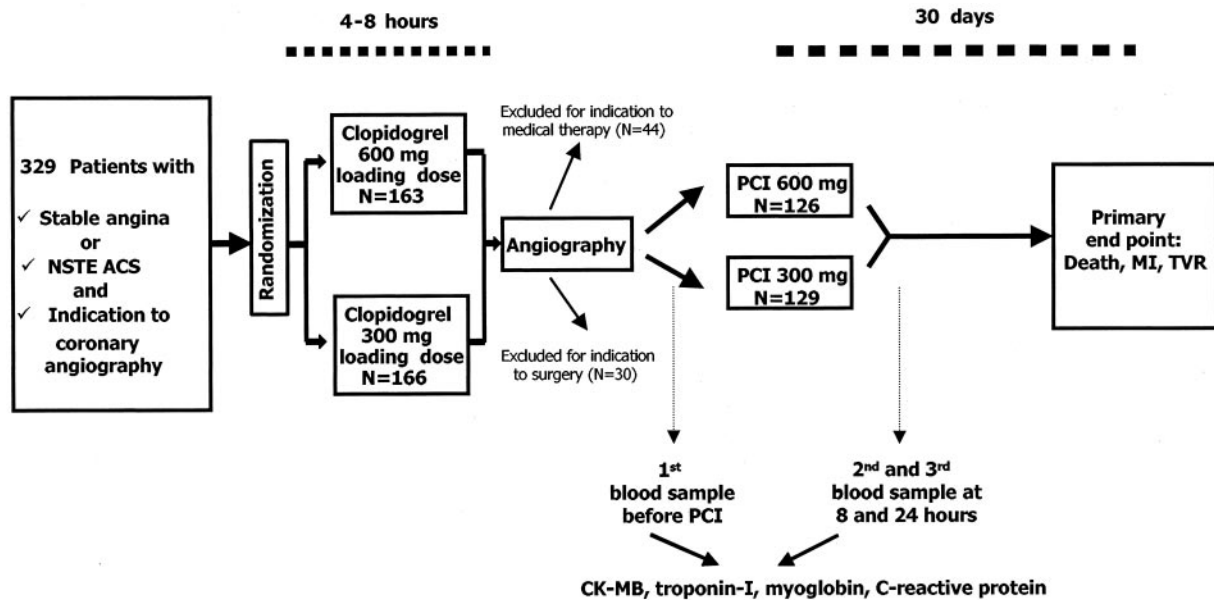 4-8 hours
30 days
329 Patients with
✓ Stable angina
or
✓ NSTE ACS
and
✓ Indication to
coronary
angiography
Randomization
Clopidogrel
600 mg
loading dose
N=163
Clopidogrel
300 mg
loading dose
N=166
Excluded for indication to
medical therapy (N=44)
Angiography
Excluded for indication
to surgery (N=30)
PCI 600 mg
N=126
PCI 300 mg
N=129
Primary
end point:
Death, MI, TVR
1st
blood sample
before PCI
2nd and 3rd
blood sample at
8 and 24 hours
CK-MB, troponin-I, myoglobin, C-reactive protein